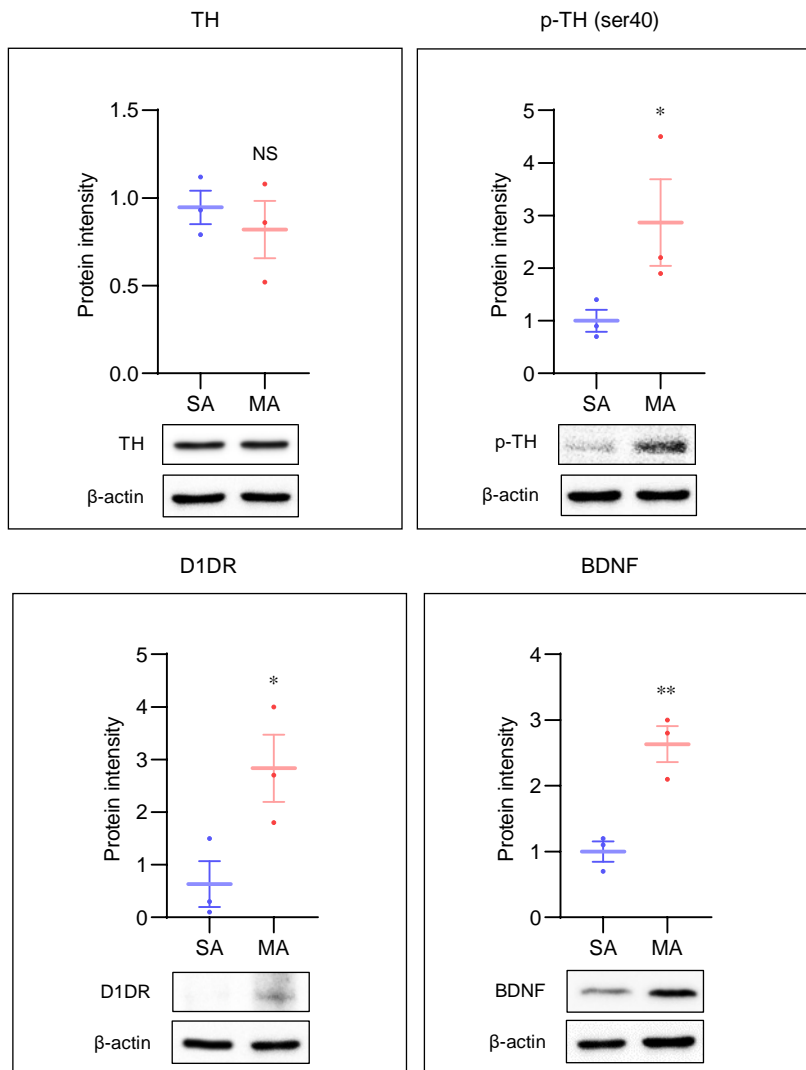 TH
1.5
1.0
0.5
0.0
Protein intensity
NS
SA MA
TH
β-actin
p-TH (ser40)
5
4
3
2
1
0
Protein intensity
*
SA MA
p-TH
β-actin
D1DR
5
4
3
2
1
0
Protein intensity
*
SA MA
D1DR
β-actin
BDNF
4
3
2
1
0
Protein intensity
**
SA MA
BDNF
β-actin